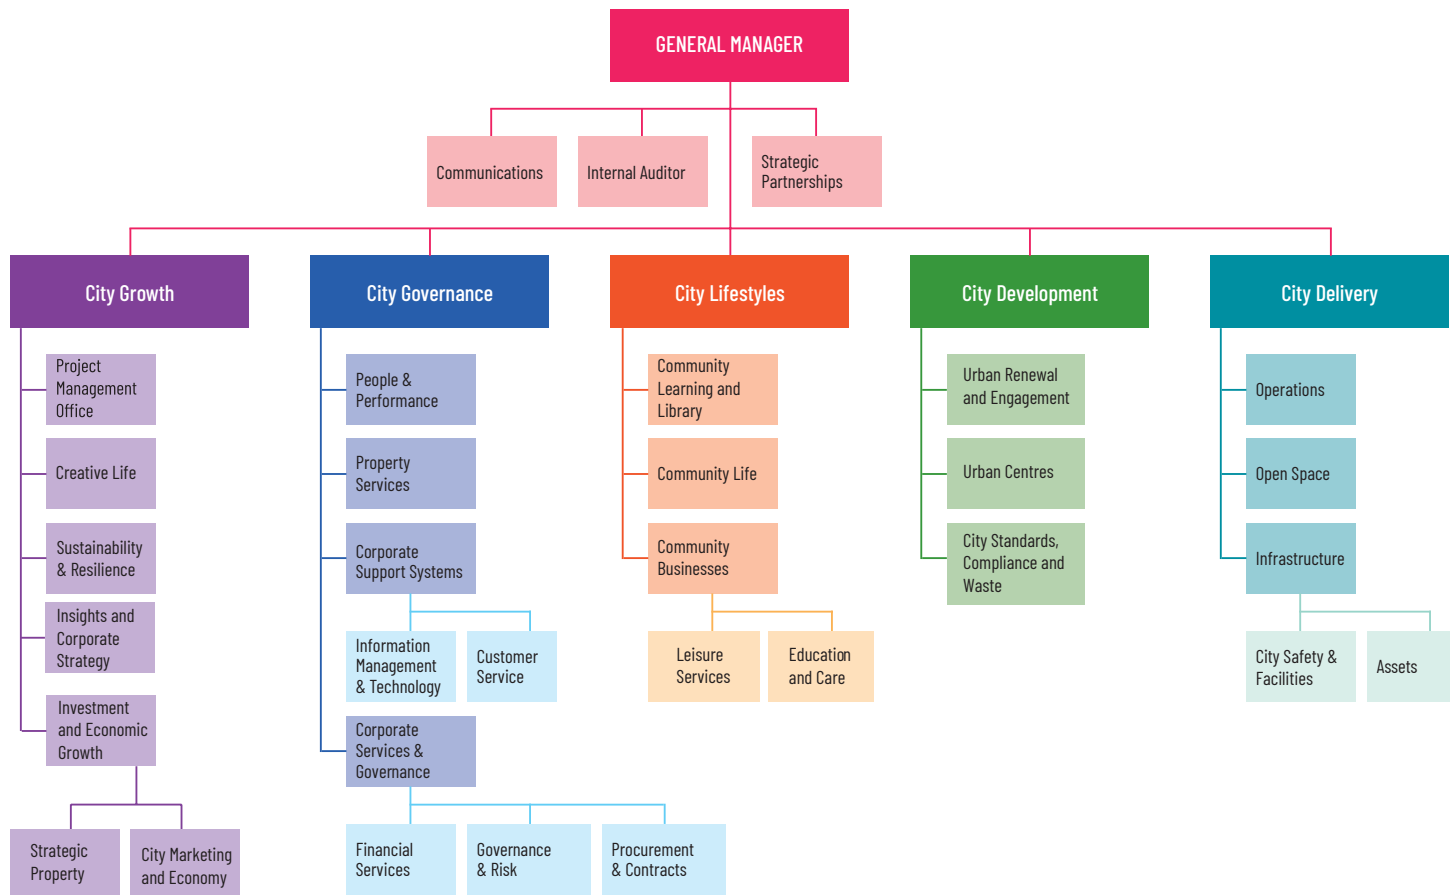 GENERAL MANAGER
Communications
Internal Auditor
Strategic
Partnerships
City Growth
City Governance
City Lifestyles
City Development
City Delivery
Project
Management
Office
Creative Life
Sustainability
& Resilience
Insights and
Corporate
Strategy
Investment
and Economic
Growth
Strategic
Property
City Marketing
and Economy
People &
Performance
Property
Services
Corporate
Support Systems
Information
Management
& Technology
Customer
Service
Corporate
Services &
Governance
Financial
Services
Governance
& Risk
Procurement
& Contracts
Community
Learning and
Library
Community Life
Community
Businesses
Leisure
Services
Education
and Care
Urban Renewal
and Engagement
Urban Centres
City Standards,
Compliance and
Waste
Operations
Open Space
Infrastructure
City Safety &
Facilities
Assets